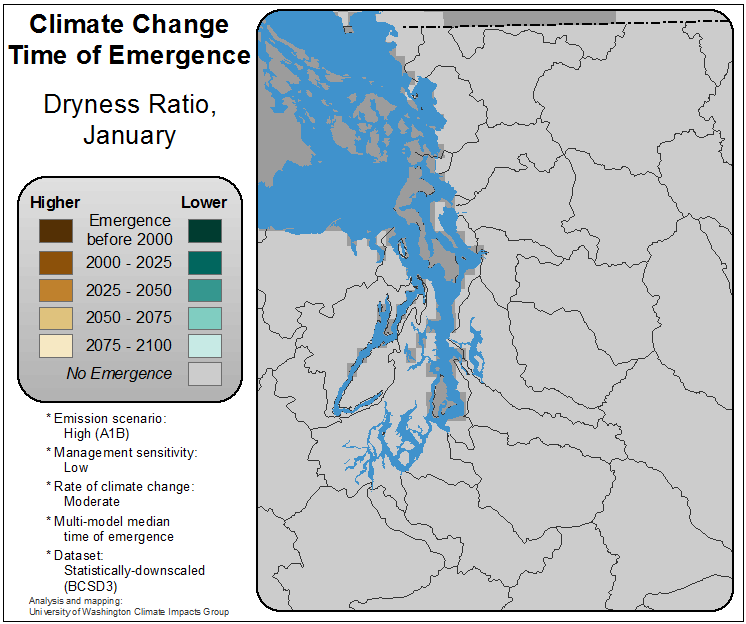 Climate Change
Time of Emergence
Dryness Ratio,
January
Higher Lower
Emergence
before 2000
2000 - 2025
2025 - 2050
2050 - 2075
2075 - 2100
No Emergence
* Emission scenario:
High (A1B)
* Management sensitivity:
Low
* Rate of climate change:
Moderate
* Multi-model median
time of emergence
* Dataset:
Statistically-downscaled
(BCSD3)
Analysis and mapping:
University of Washington Climate Impacts Group